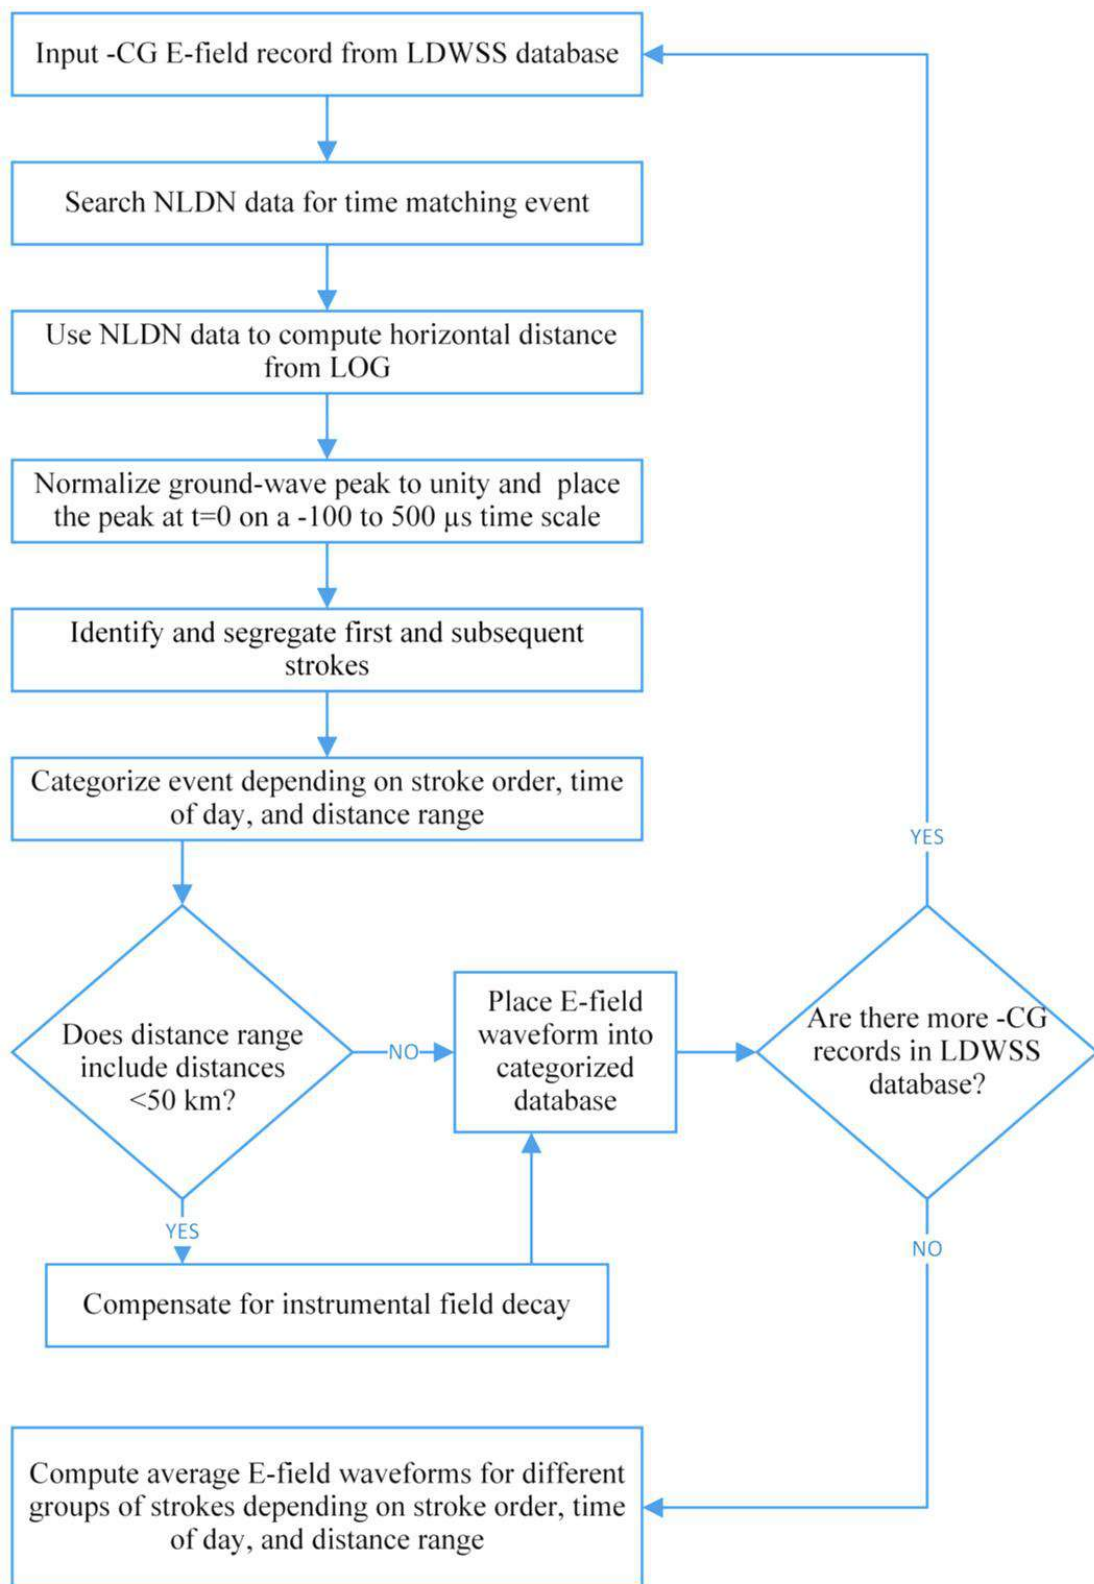 Input -CG E-field record from LDWSS database
Search NLDN data for time matching event
Use NLDN data to compute horizontal distance
from LOG
Normalize ground-wave peak to unity and place
the peak at t=0 on a -100 to 500 µs time scale
Identify and segregate first and subsequent
strokes
Categorize event depending on stroke order, time
of day, and distance range
Does distance range
include distances
<50 km?
NO
YES
Compensate for instrumental field decay
Place E-field
waveform into
categorized
database
Are there more -CG
records in LDWSS
database?
YES
NO
Compute average E-field waveforms for different
groups of strokes depending on stroke order, time
of day, and distance range